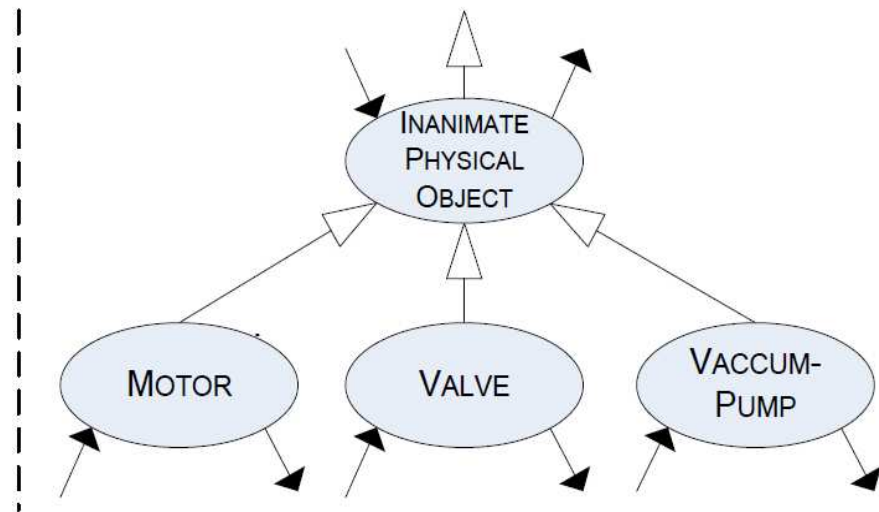 INANIMATE
PHYSICAL
OBJECT
MOTOR
VALVE
VACCUM-
PUMP